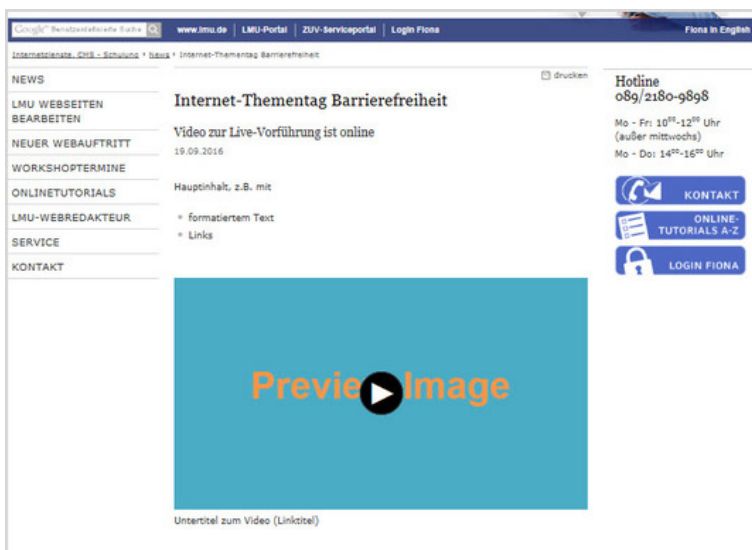 Google™ Benutzerdefinierte Suche
www.lmu.de | LMU-Portal | ZUV-Serviceportal | Login Fiona
Fiona in English
Internetdienste, CMS - Schulung > News > Internet-Thementag Barrierefreiheit
NEWS
LMU WEBSEITEN
BEARBEITEN
NEUER WEBAUFTRITT
WORKSHOPTERMINE
ONLINETUTORIALS
LMU-WEBREDAKTEUR
SERVICE
KONTAKT
drucken
Internet-Thementag Barrierefreiheit
Video zur Live-Vorführung ist online
19.09.2016
Hauptinhalt, z.B. mit
formatiertem Text
Links
Preview Image
Untertitel zum Video (Linktitel)
Hotline
089/2180-9898
Mo - Fr: 10⁰⁰-12⁰⁰ Uhr
(außer mittwochs)
Mo - Do: 14⁰⁰-16⁰⁰ Uhr
KONTAKT
ONLINE-
TUTORIALS A-Z
LOGIN FIONA